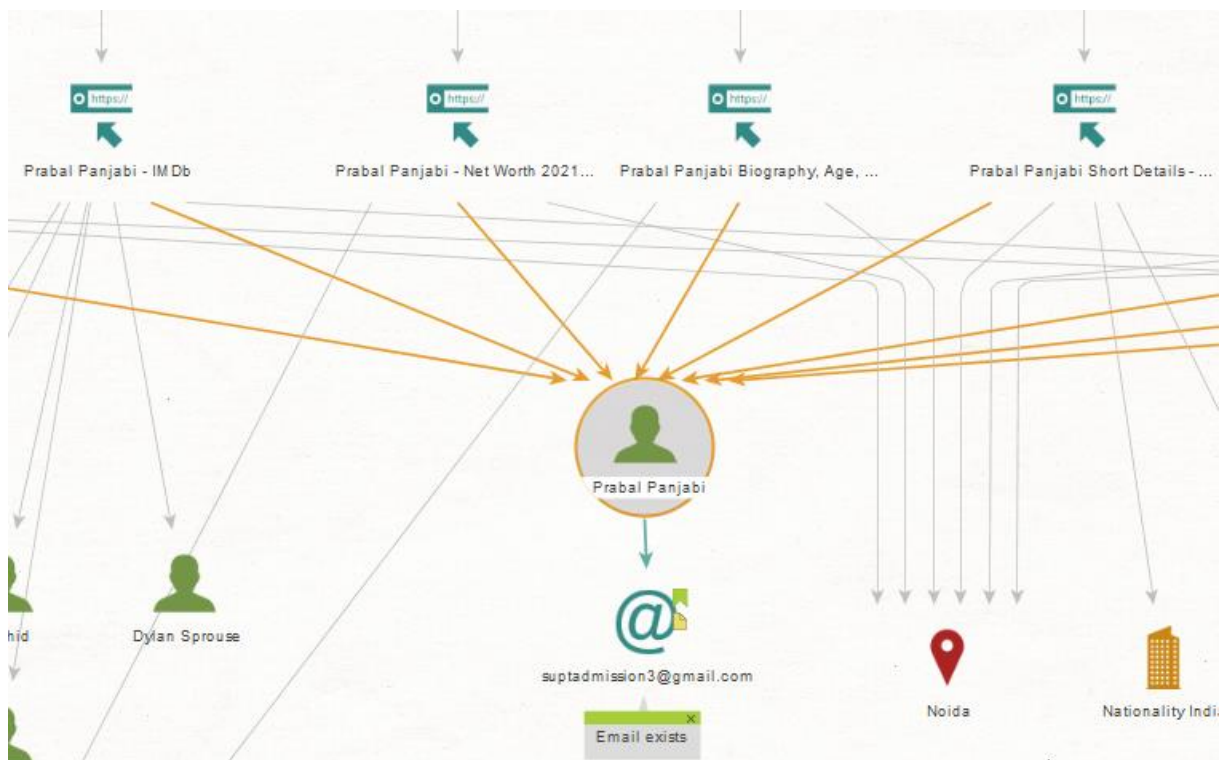 https://
https://
https://
https://
Prabal Panjabi - IMDb
Prabal Panjabi - Net Worth 2021...
Prabal Panjabi Biography, Age, ...
Prabal Panjabi Short Details - ...
Prabal Panjabi
hid
Dylan Sprouse
@
suptadmission3@gmail.com
Noida
Nationality India
Email exists